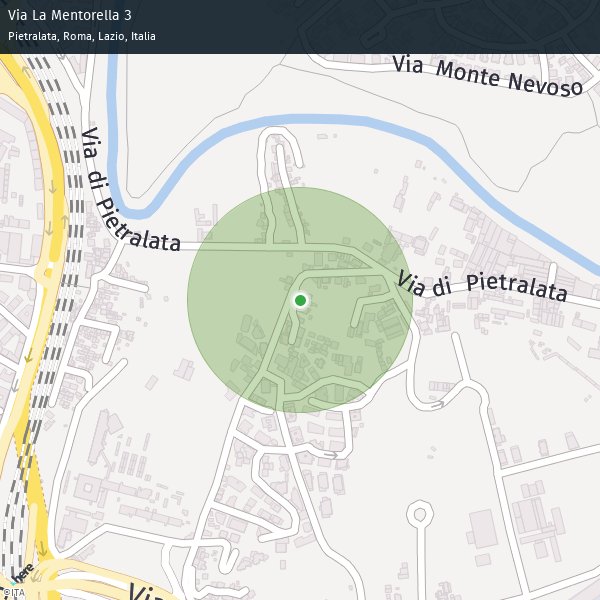 Via La Mentorella 3
Pietralata, Roma, Lazio, Italia
Via Monte Nevoso
Via di Pietralata
Via di Pietralata
here
©ITA
Via